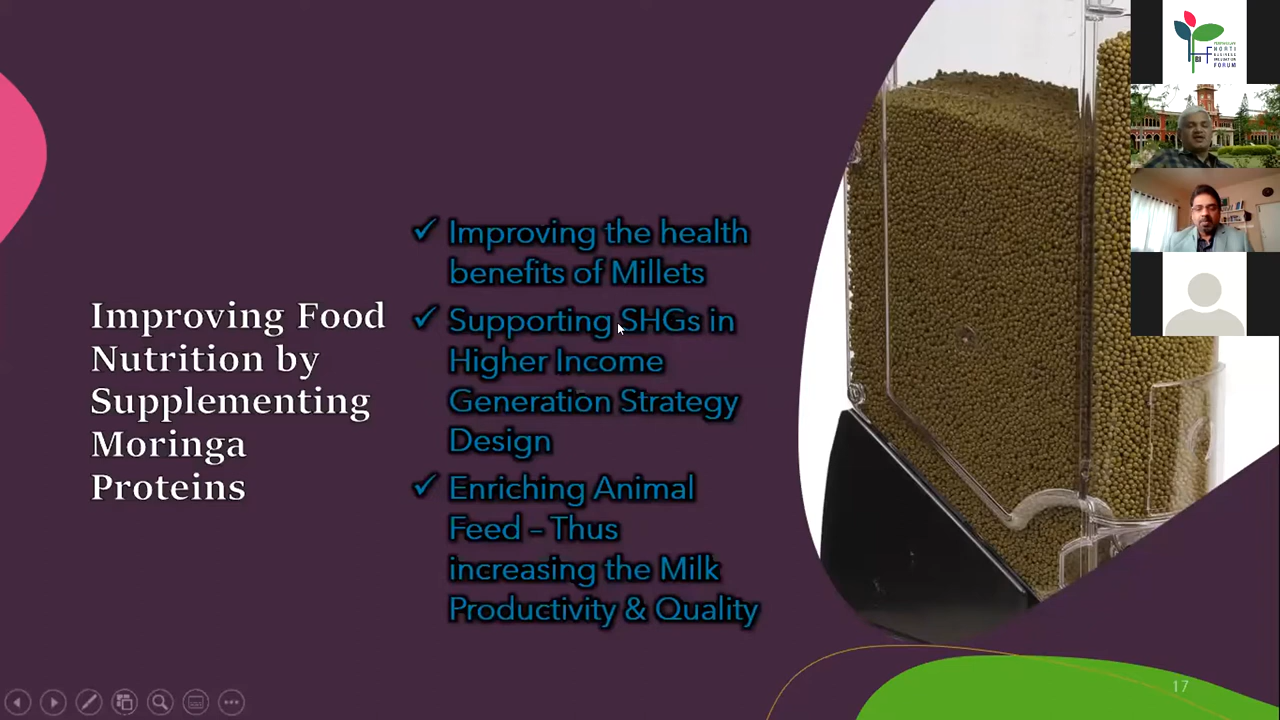 Improving Food
Nutrition by
Supplementing
Moringa
Proteins
✓ Improving the health
benefits of Millets
✓ Supporting SHGs in
Higher Income
Generation Strategy
Design
✓ Enriching Animal
Feed – Thus
increasing the Milk
Productivity & Quality
17
HORTI
BUSINESS
FORUM